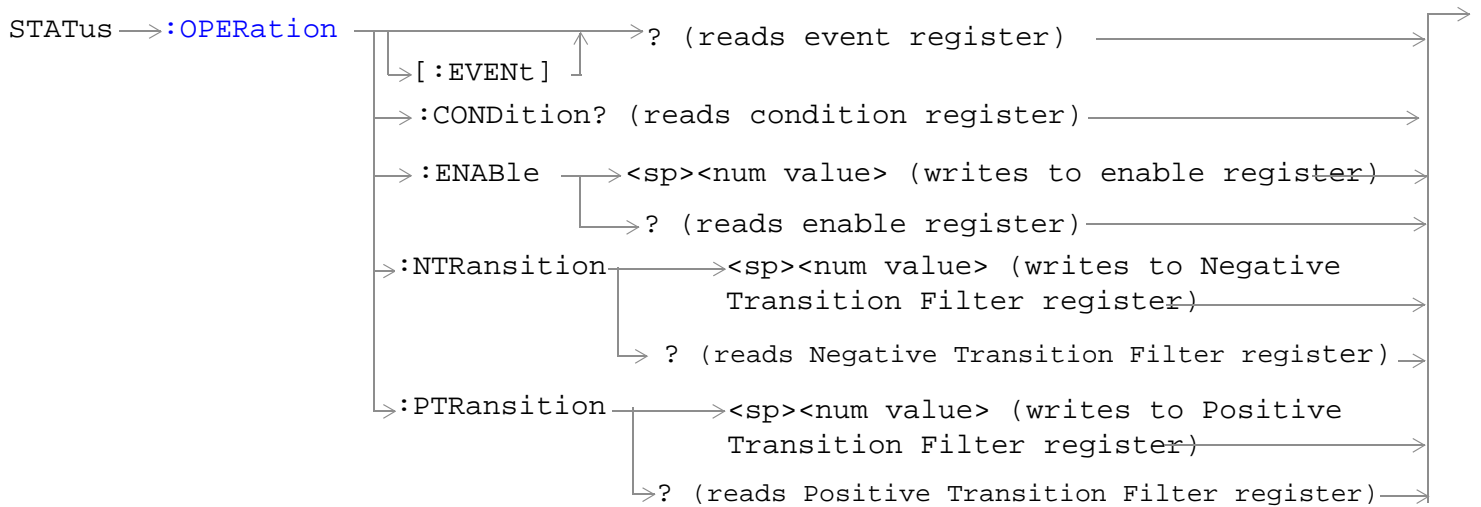 STATus :OPERation ? (reads event register)
[:EVENt]
:CONDition? (reads condition register)
:ENABle <sp><num value> (writes to enable register)
? (reads enable register)
:NTRansition <sp><num value> (writes to Negative
Transition Filter register)
? (reads Negative Transition Filter register)
:PTRansition <sp><num value> (writes to Positive
Transition Filter register)
? (reads Positive Transition Filter register)